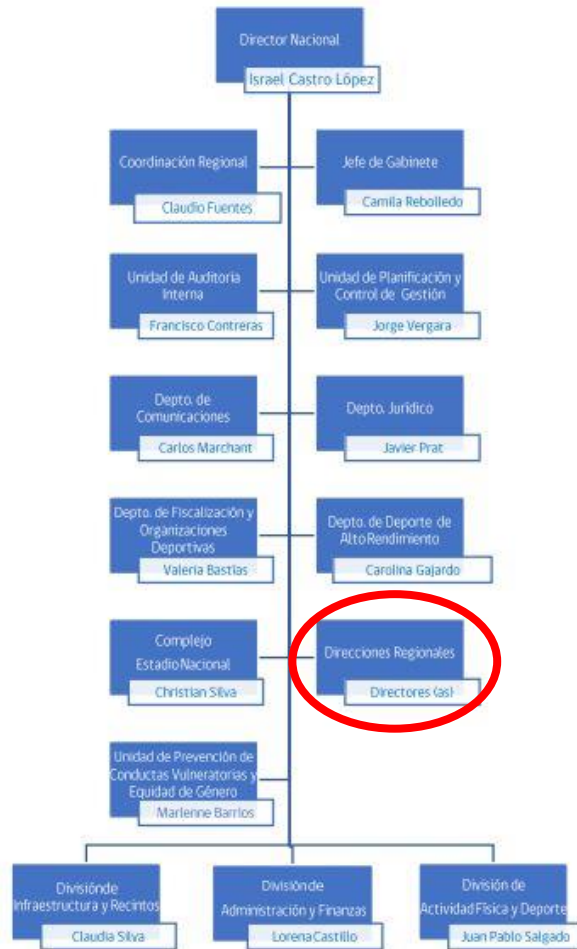 Director Nacional
Israel Castro López
Coordinación Regional
Claudio Fuentes
Jefe de Gabinete
Camila Rebolledo
Unidad de Auditoria
Interna
Francisco Contreras
Unidad de Planificación y
Control de Gestión
Jorge Vergara
Depto. de
Comunicaciones
Carlos Marchant
Depto. Jurídico
Javier Prat
Depto. de Fiscalización y
Organizaciones
Deportivas
Valeria Bastías
Depto. de Deporte de
Alto Rendimiento
Carolina Gajardo
Complejo
Estadio Nacional
Christian Silva
Direcciones Regionales
Directores (as)
Unidad de Prevención de
Conductas Vulneratorias y
Equidad de Género
Marlenne Barrios
División de
Infraestructura y Recintos
Claudia Silva
División de
Administración y Finanzas
Lorena Castillo
División de
Actividad Física y Deporte
Juan Pablo Salgado